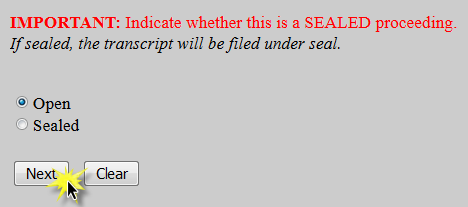 IMPORTANT: Indicate whether this is a SEALED proceeding.
If sealed, the transcript will be filed under seal.
Open
Sealed
Next Clear